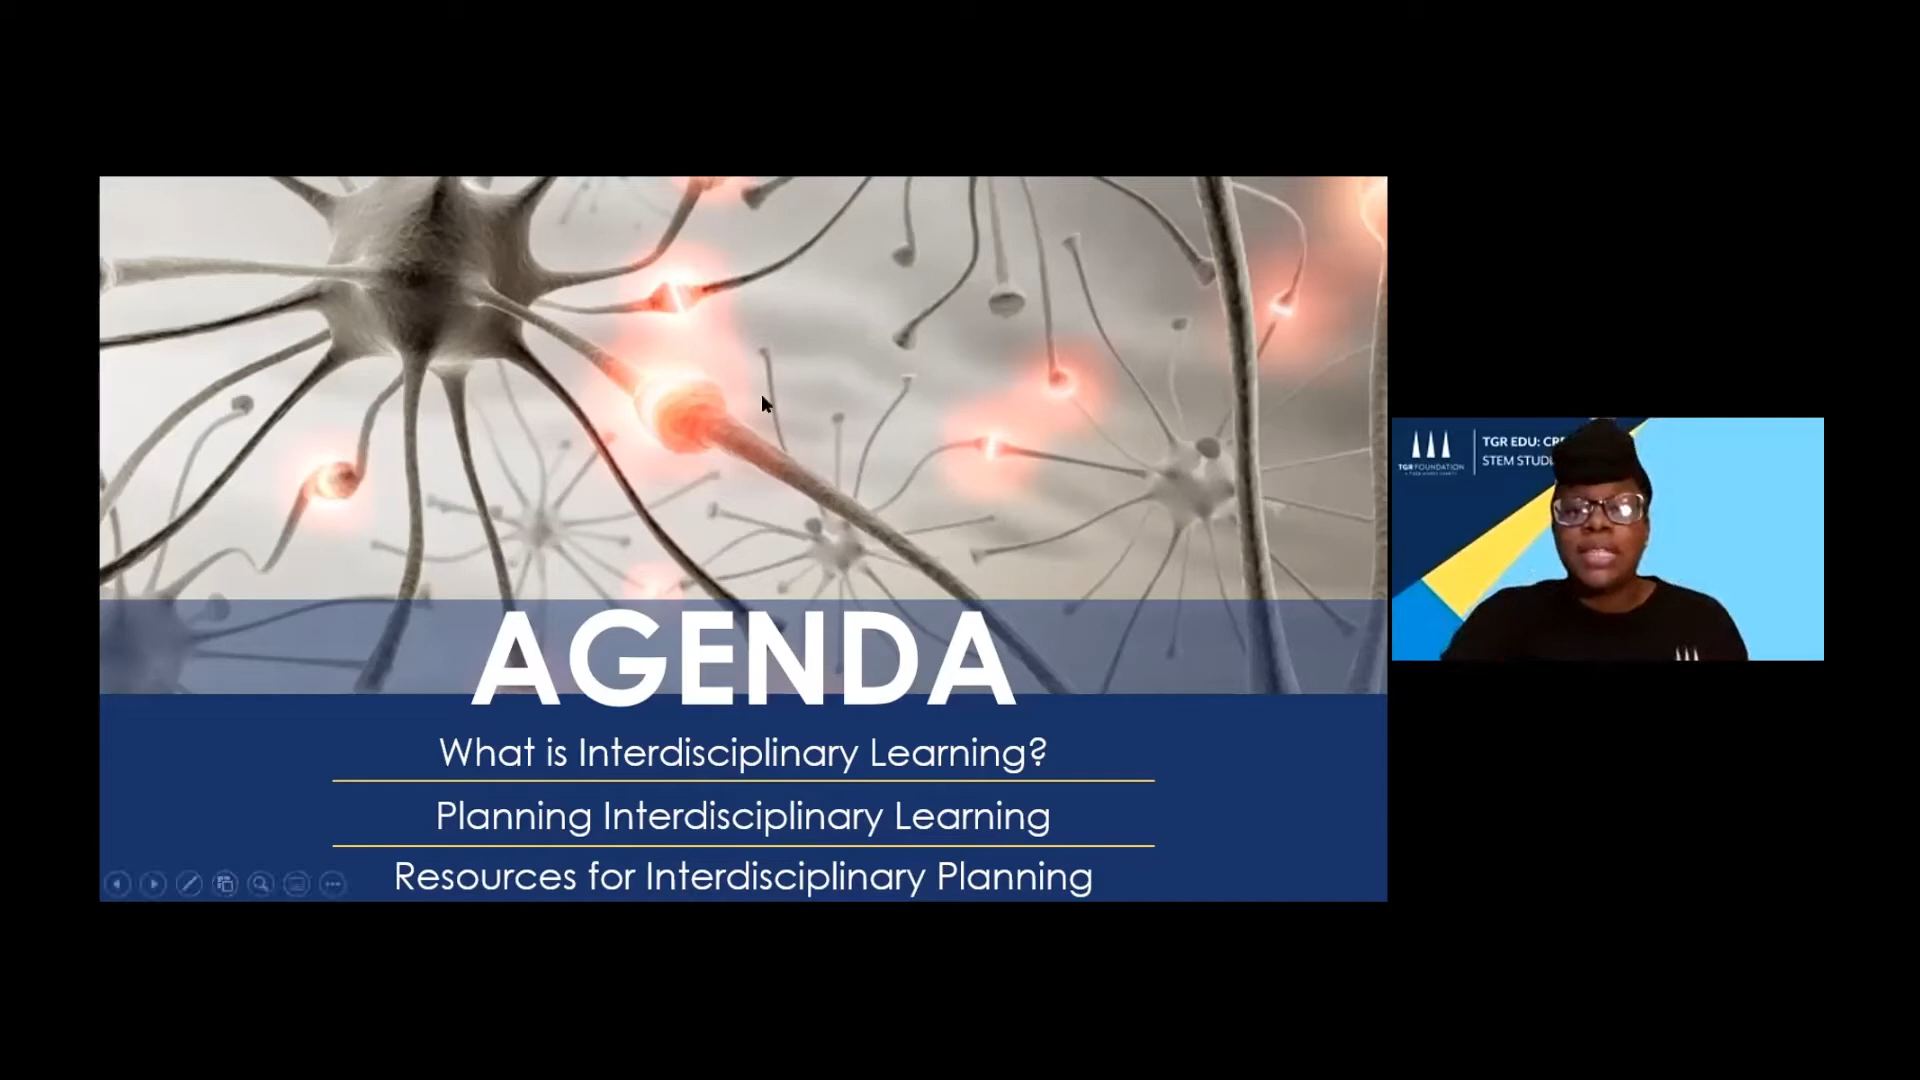 AGENDA
What is Interdisciplinary Learning?
Planning Interdisciplinary Learning
Resources for Interdisciplinary Planning
TGR FOUNDATION
TGR EDU:
STEM